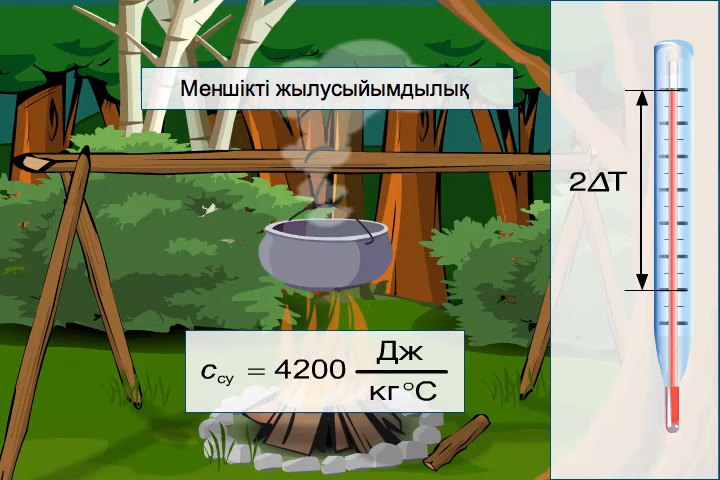 Меншікті жылусыйымдылық
2ΔT
c_су = 4200 Дж / кг°C